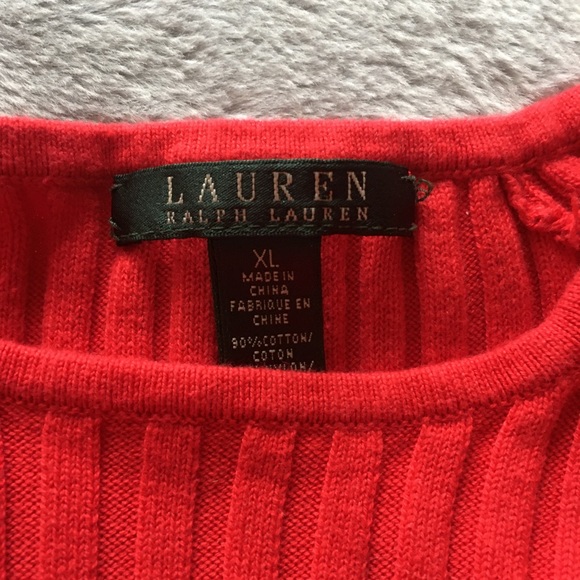 LAUREN
RALPH LAUREN
XL
MADE IN
CHINA
FABRIQUE EN
CHINE
90%COTTON/
COTON